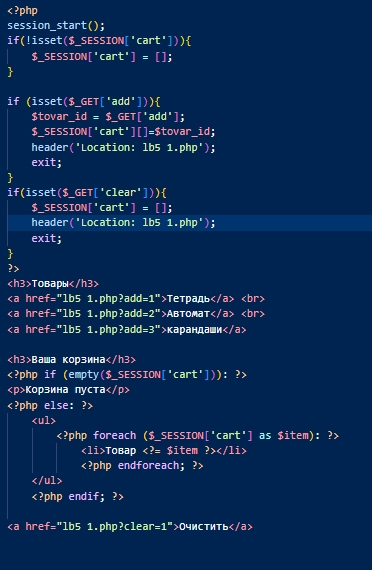 <?php
session_start();
if(!isset($_SESSION['cart'])){
    $_SESSION['cart'] = [];
}

if (isset($_GET['add'])){
    $tovar_id = $_GET['add'];
    $_SESSION['cart'][]=$tovar_id;
    header('Location: lb5 1.php');
    exit;
}
if(isset($_GET['clear'])){
    $_SESSION['cart'] = [];
    header('Location: lb5 1.php');
    exit;
}
?>
<h3>Товары</h3>
<a href="lb5 1.php?add=1">Тетрадь</a> <br>
<a href="lb5 1.php?add=2">Автомат</a> <br>
<a href="lb5 1.php?add=3">карандаши</a>

<h3>Ваша корзина</h3>
<?php if (empty($_SESSION['cart'])): ?>
<p>Корзина пуста</p>
<?php else: ?>
    <ul>
        <?php foreach ($_SESSION['cart'] as $item): ?>
            <li>Товар <?= $item ?></li>
            <?php endforeach; ?>
    </ul>
    <?php endif; ?>

<a href="lb5 1.php?clear=1">Очистить</a>